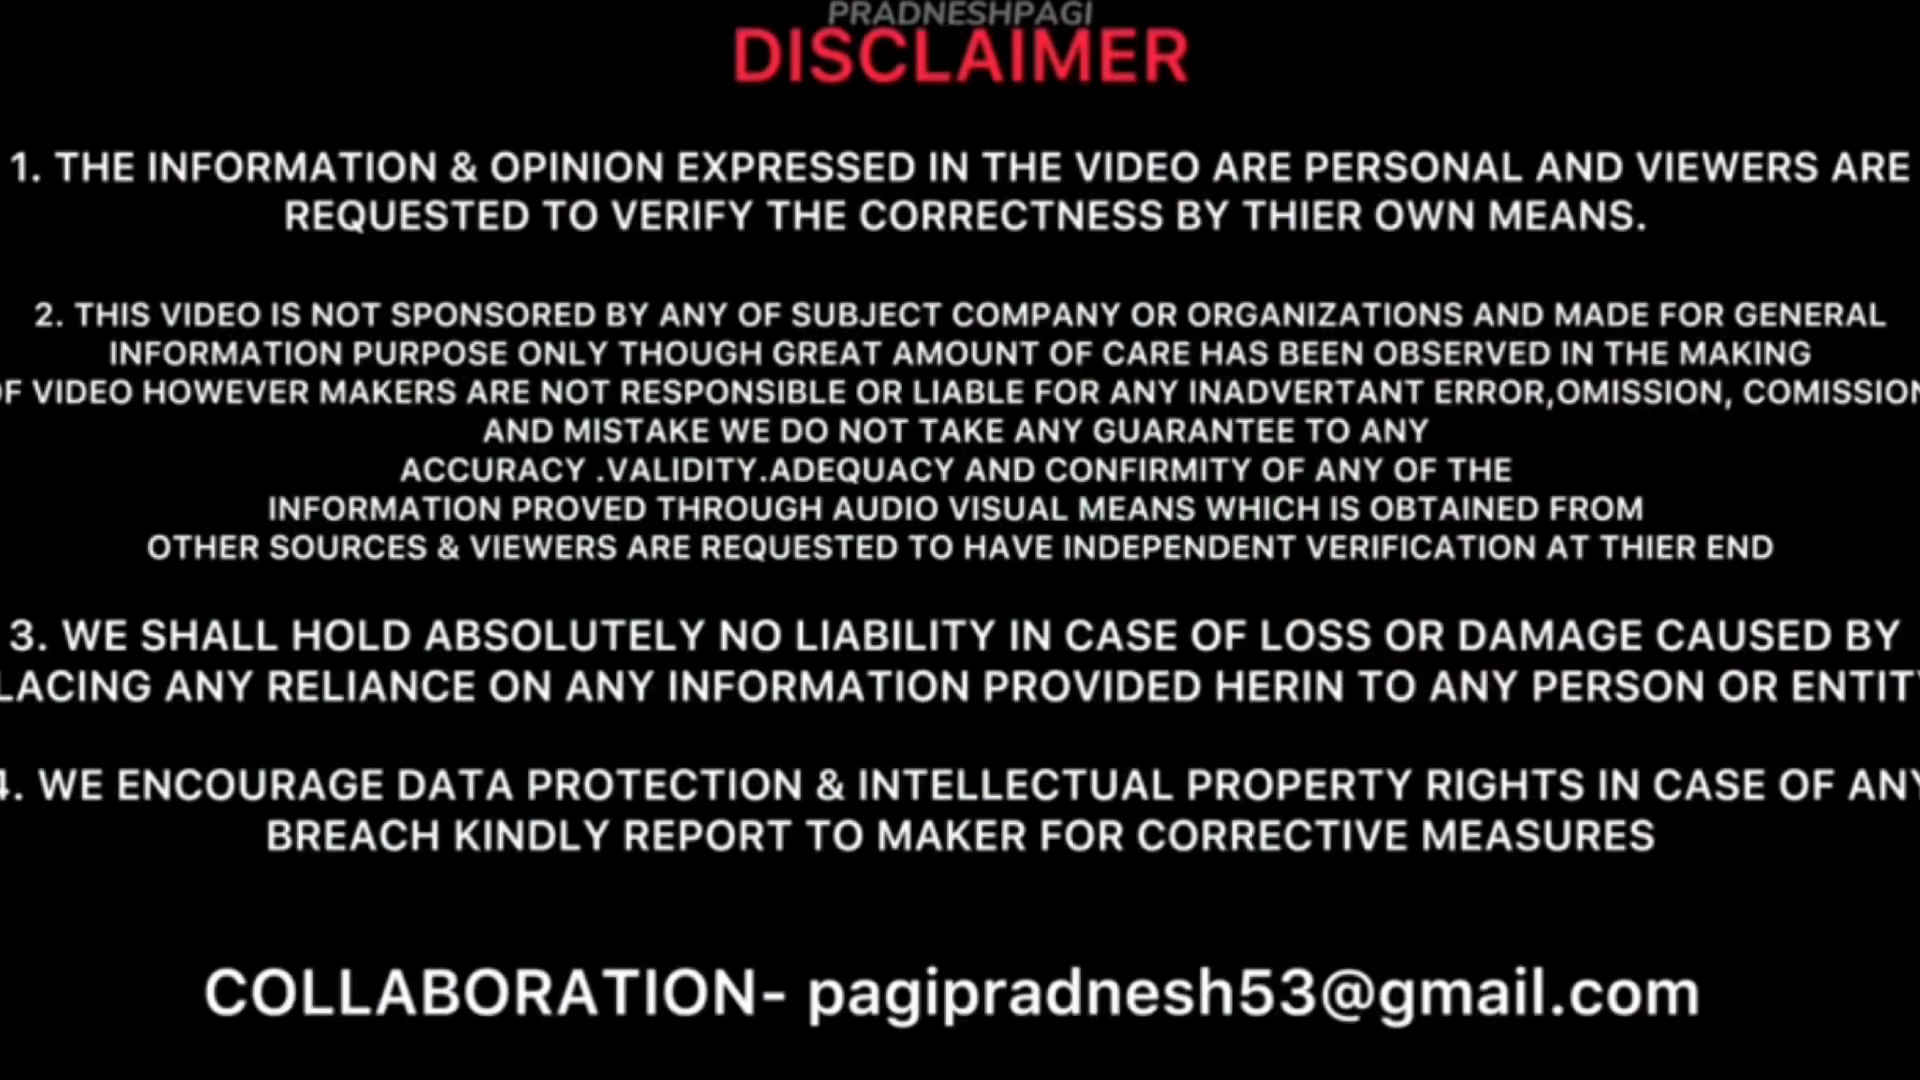 PRADNESHPAGI
DISCLAIMER
1. THE INFORMATION & OPINION EXPRESSED IN THE VIDEO ARE PERSONAL AND VIEWERS ARE
REQUESTED TO VERIFY THE CORRECTNESS BY THIER OWN MEANS.
2. THIS VIDEO IS NOT SPONSORED BY ANY OF SUBJECT COMPANY OR ORGANIZATIONS AND MADE FOR GENERAL
INFORMATION PURPOSE ONLY THOUGH GREAT AMOUNT OF CARE HAS BEEN OBSERVED IN THE MAKING
OF VIDEO HOWEVER MAKERS ARE NOT RESPONSIBLE OR LIABLE FOR ANY INADVERTANT ERROR,OMISSION, COMISSION
AND MISTAKE WE DO NOT TAKE ANY GUARANTEE TO ANY
ACCURACY .VALIDITY.ADEQUACY AND CONFIRMITY OF ANY OF THE
INFORMATION PROVED THROUGH AUDIO VISUAL MEANS WHICH IS OBTAINED FROM
OTHER SOURCES & VIEWERS ARE REQUESTED TO HAVE INDEPENDENT VERIFICATION AT THIER END
3. WE SHALL HOLD ABSOLUTELY NO LIABILITY IN CASE OF LOSS OR DAMAGE CAUSED BY
LACING ANY RELIANCE ON ANY INFORMATION PROVIDED HERIN TO ANY PERSON OR ENTITY
4. WE ENCOURAGE DATA PROTECTION & INTELLECTUAL PROPERTY RIGHTS IN CASE OF ANY
BREACH KINDLY REPORT TO MAKER FOR CORRECTIVE MEASURES
COLLABORATION- pagipradnesh53@gmail.com